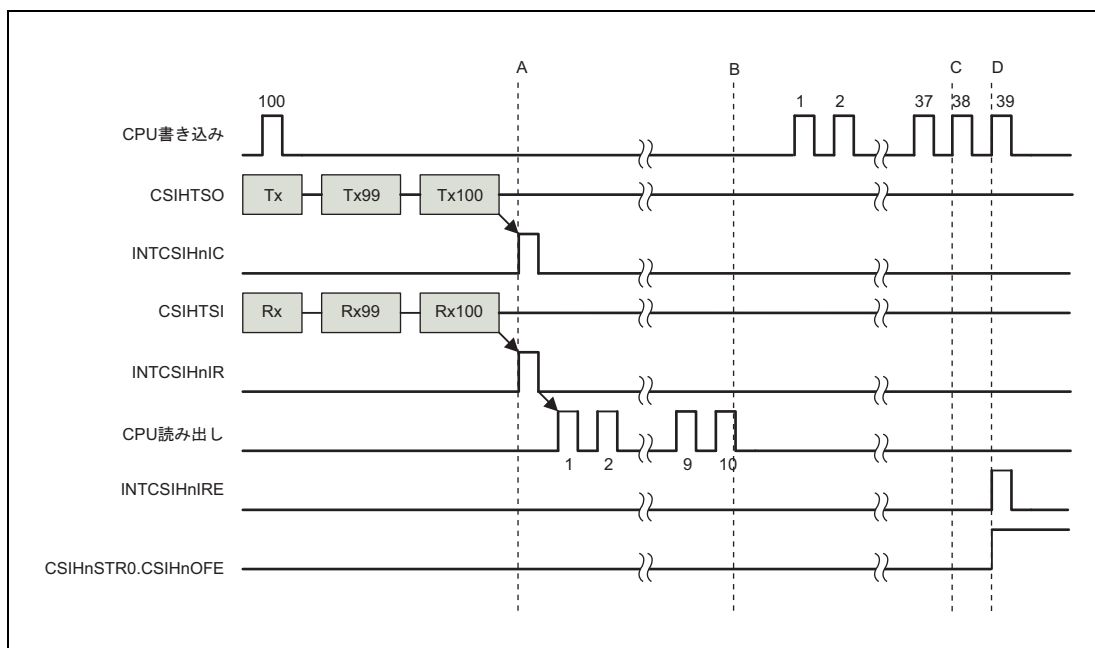 A B C D
100 1 2 37 38 39
CPU書き込み
CSIHTSO Tx Tx99 Tx100
INTCSIHnIC
CSIHTSI Rx Rx99 Rx100
INTCSIHnIR
CPU読み出し
1 2 9 10
INTCSIHnIRE
CSIHnSTR0.CSIHnOFE